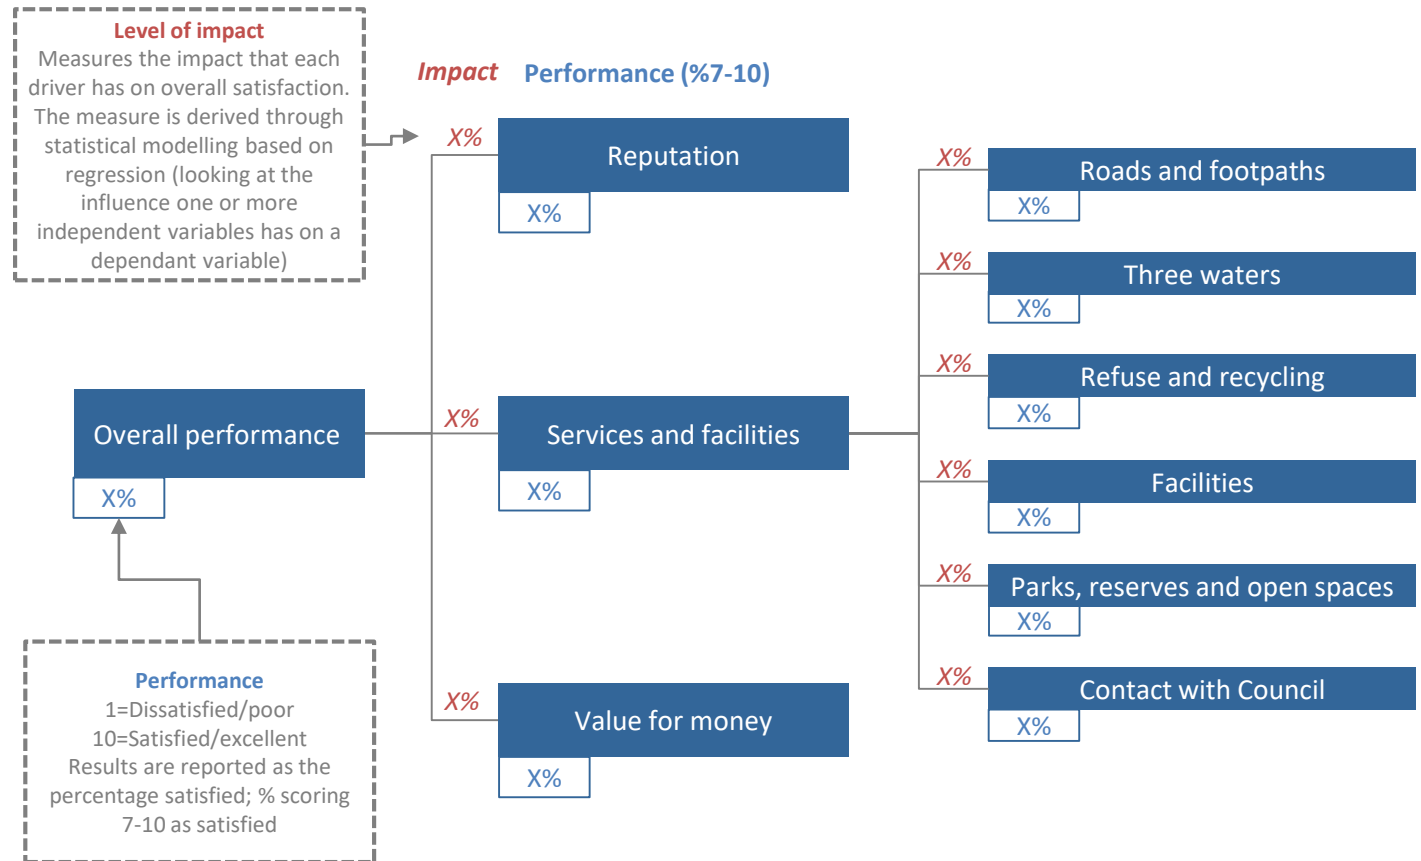 Level of impact
Measures the impact that each
driver has on overall satisfaction.
The measure is derived through
statistical modelling based on
regression (looking at the
influence one or more
independent variables has on a
dependant variable)
Impact Performance (%7-10)
X%
Reputation
X%
X%
Services and facilities
X%
X%
Value for money
X%
Overall performance
X%
Performance
1=Dissatisfied/poor
10=Satisfied/excellent
Results are reported as the
percentage satisfied; % scoring
7-10 as satisfied
X%
Roads and footpaths
X%
X%
Three waters
X%
X%
Refuse and recycling
X%
X%
Facilities
X%
X%
Parks, reserves and open spaces
X%
X%
Contact with Council
X%